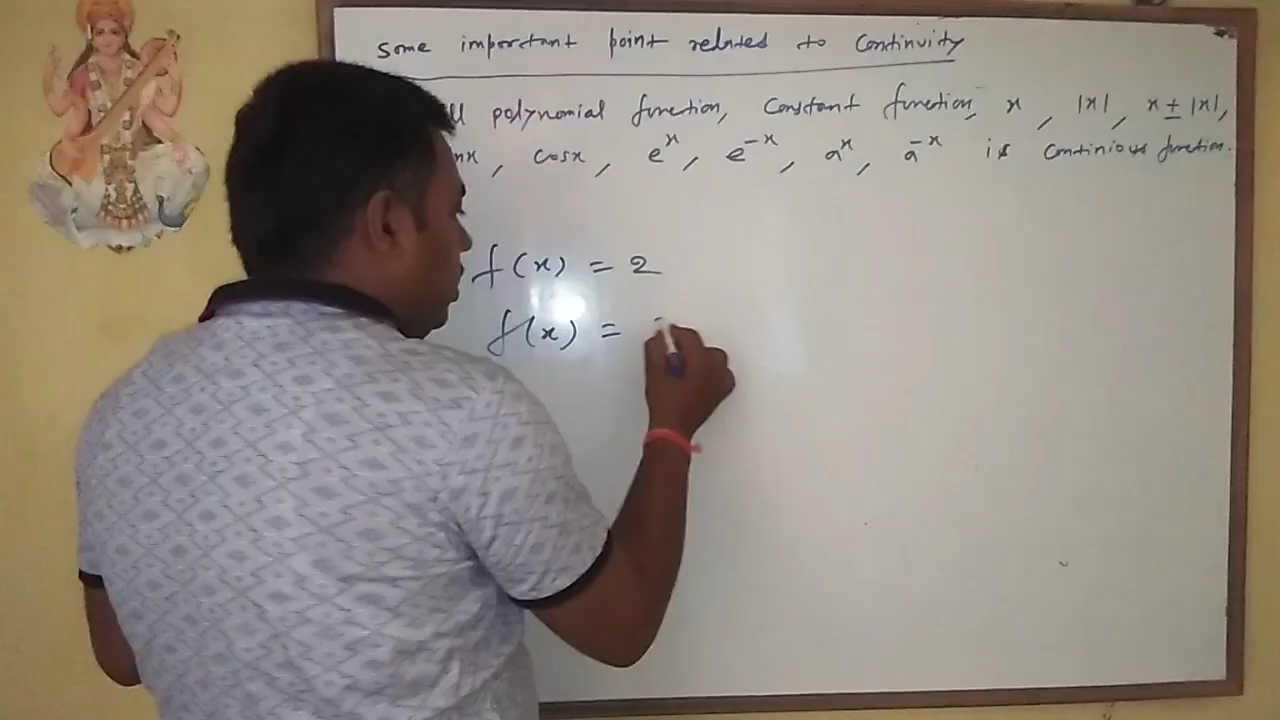 Some important point related to Continuity
polynomial function, Constant function, x, |x|, x ± |x|,
, cosx, e^x, e^-x, a^x, a^-x is continious function.
f(x) = 2
f(x) =